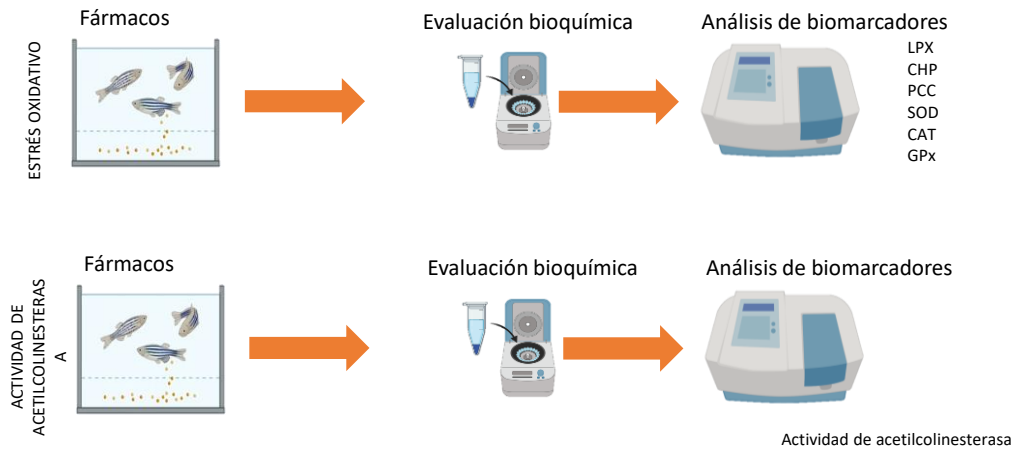 Fármacos
Evaluación bioquímica
Análisis de biomarcadores
ESTRÉS OXIDATIVO
LPX
CHP
PCC
SOD
CAT
GPx
Fármacos
Evaluación bioquímica
Análisis de biomarcadores
ACTIVIDAD DE
ACETILCOLINESTERAS
A
Actividad de acetilcolinesterasa